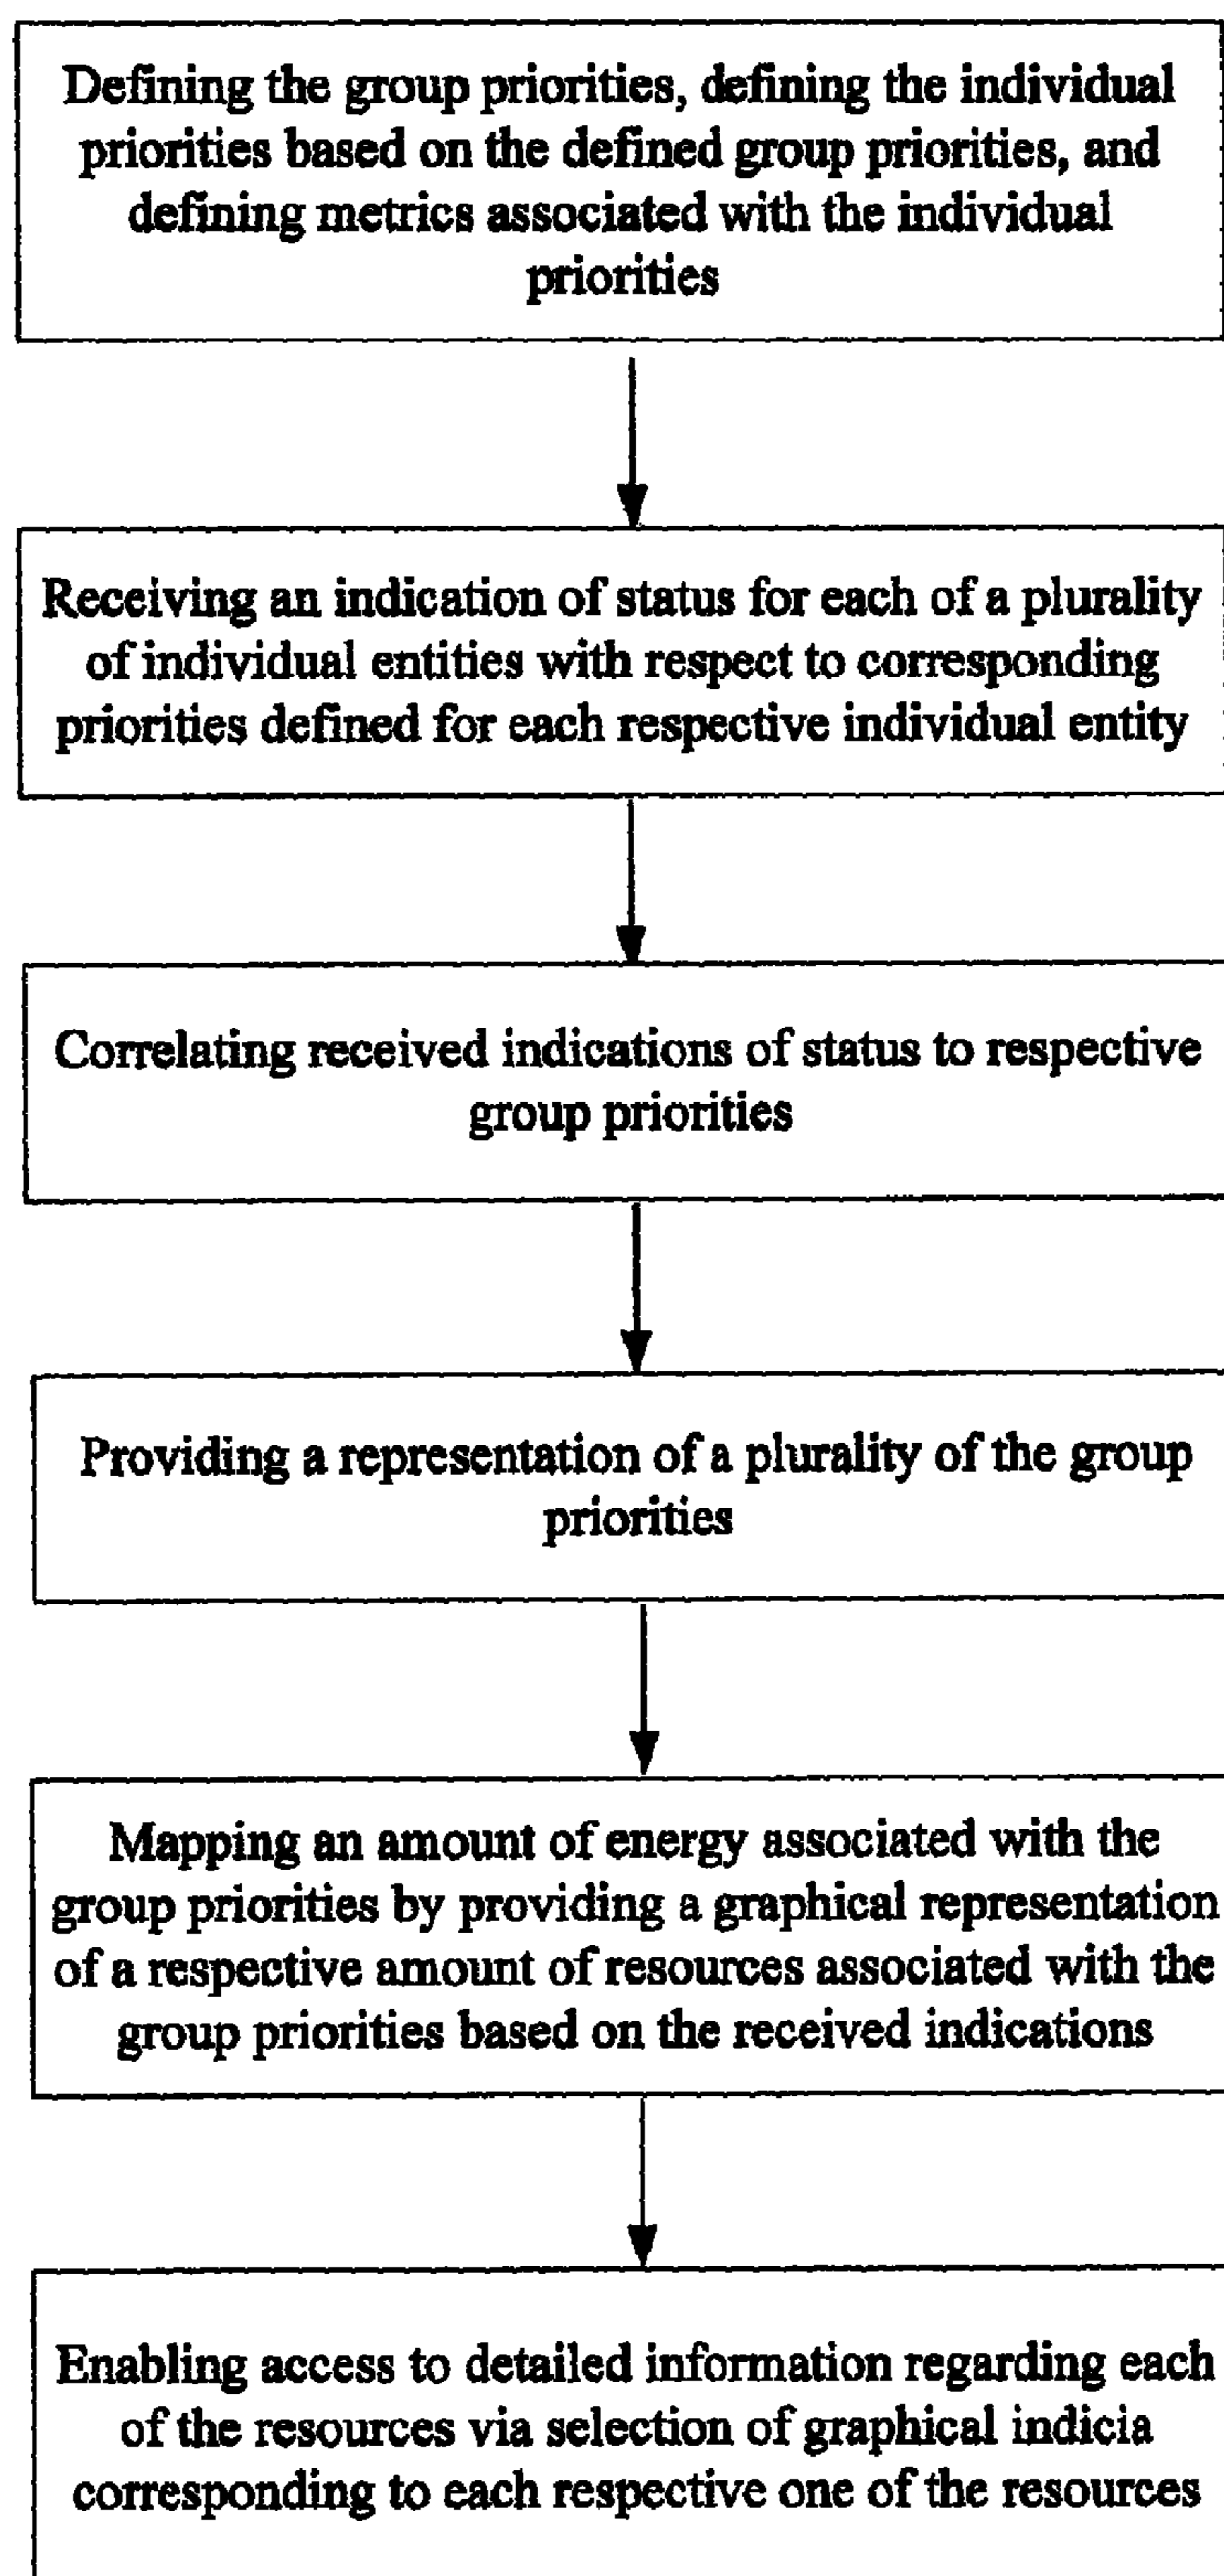 Defining the group priorities, defining the individual
priorities based on the defined group priorities, and
defining metrics associated with the individual
priorities
Receiving an indication of status for each of a plurality
of individual entities with respect to corresponding
priorities defined for each respective individual entity
Correlating received indications of status to respective
group priorities
Providing a representation of a plurality of the group
priorities
Mapping an amount of energy associated with the
group priorities by providing a graphical representation
of a respective amount of resources associated with the
group priorities based on the received indications
Enabling access to detailed information regarding each
of the resources via selection of graphical indicia
corresponding to each respective one of the resources